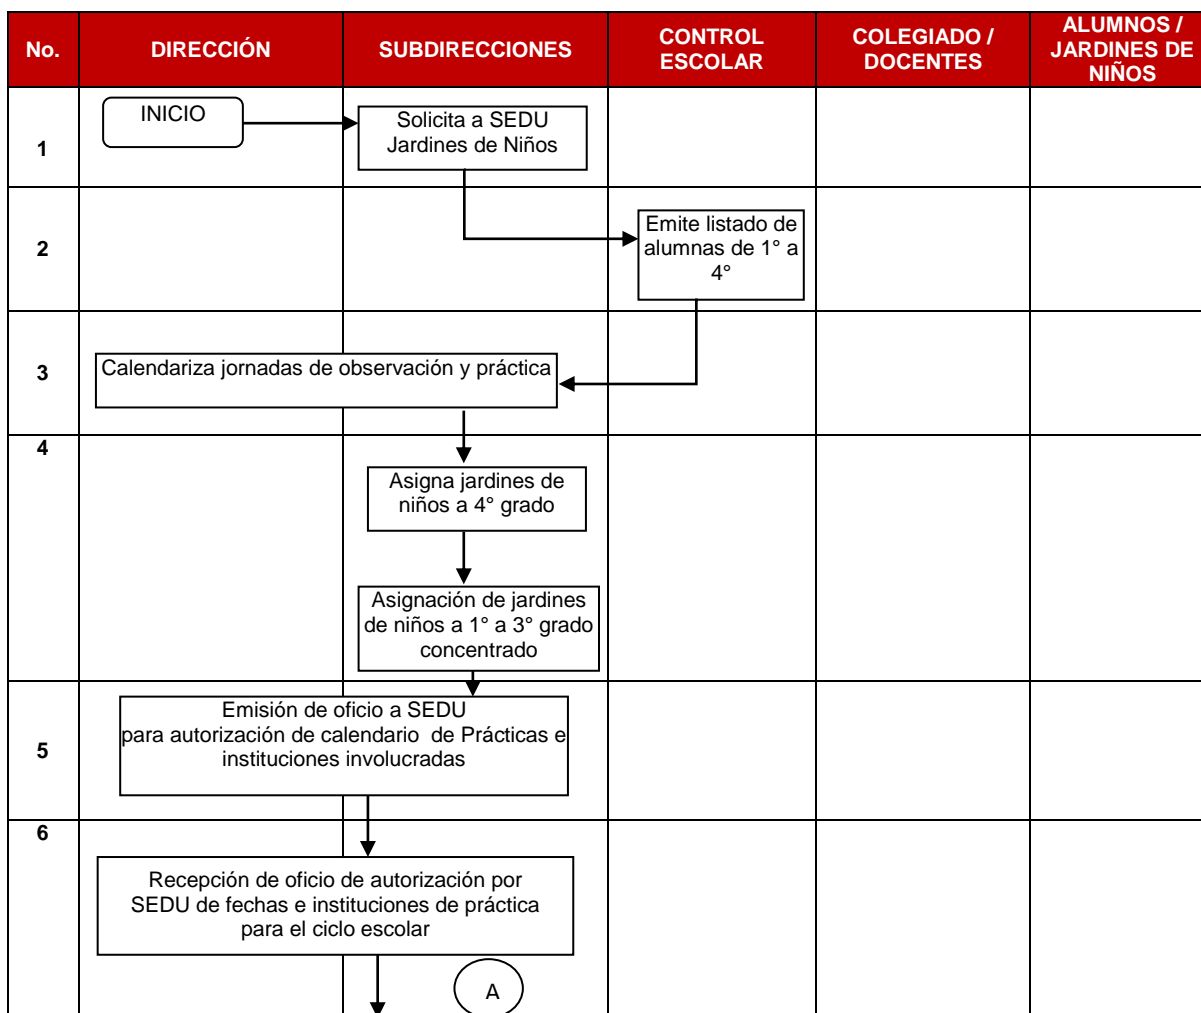 No.
DIRECCIÓN
SUBDIRECCIONES
CONTROL
ESCOLAR
COLEGIADO /
DOCENTES
ALUMNOS /
JARDINES DE
NIÑOS
1
INICIO
Solicita a SEDU
Jardines de Niños
2
Emite listado de
alumnas de 1° a
4°
3
Calendariza jornadas de observación y práctica
4
Asigna jardines de
niños a 4° grado
Asignación de jardines
de niños a 1° a 3° grado
concentrado
5
Emisión de oficio a SEDU
para autorización de calendario de Prácticas e
instituciones involucradas
6
Recepción de oficio de autorización por
SEDU de fechas e instituciones de práctica
para el ciclo escolar
A